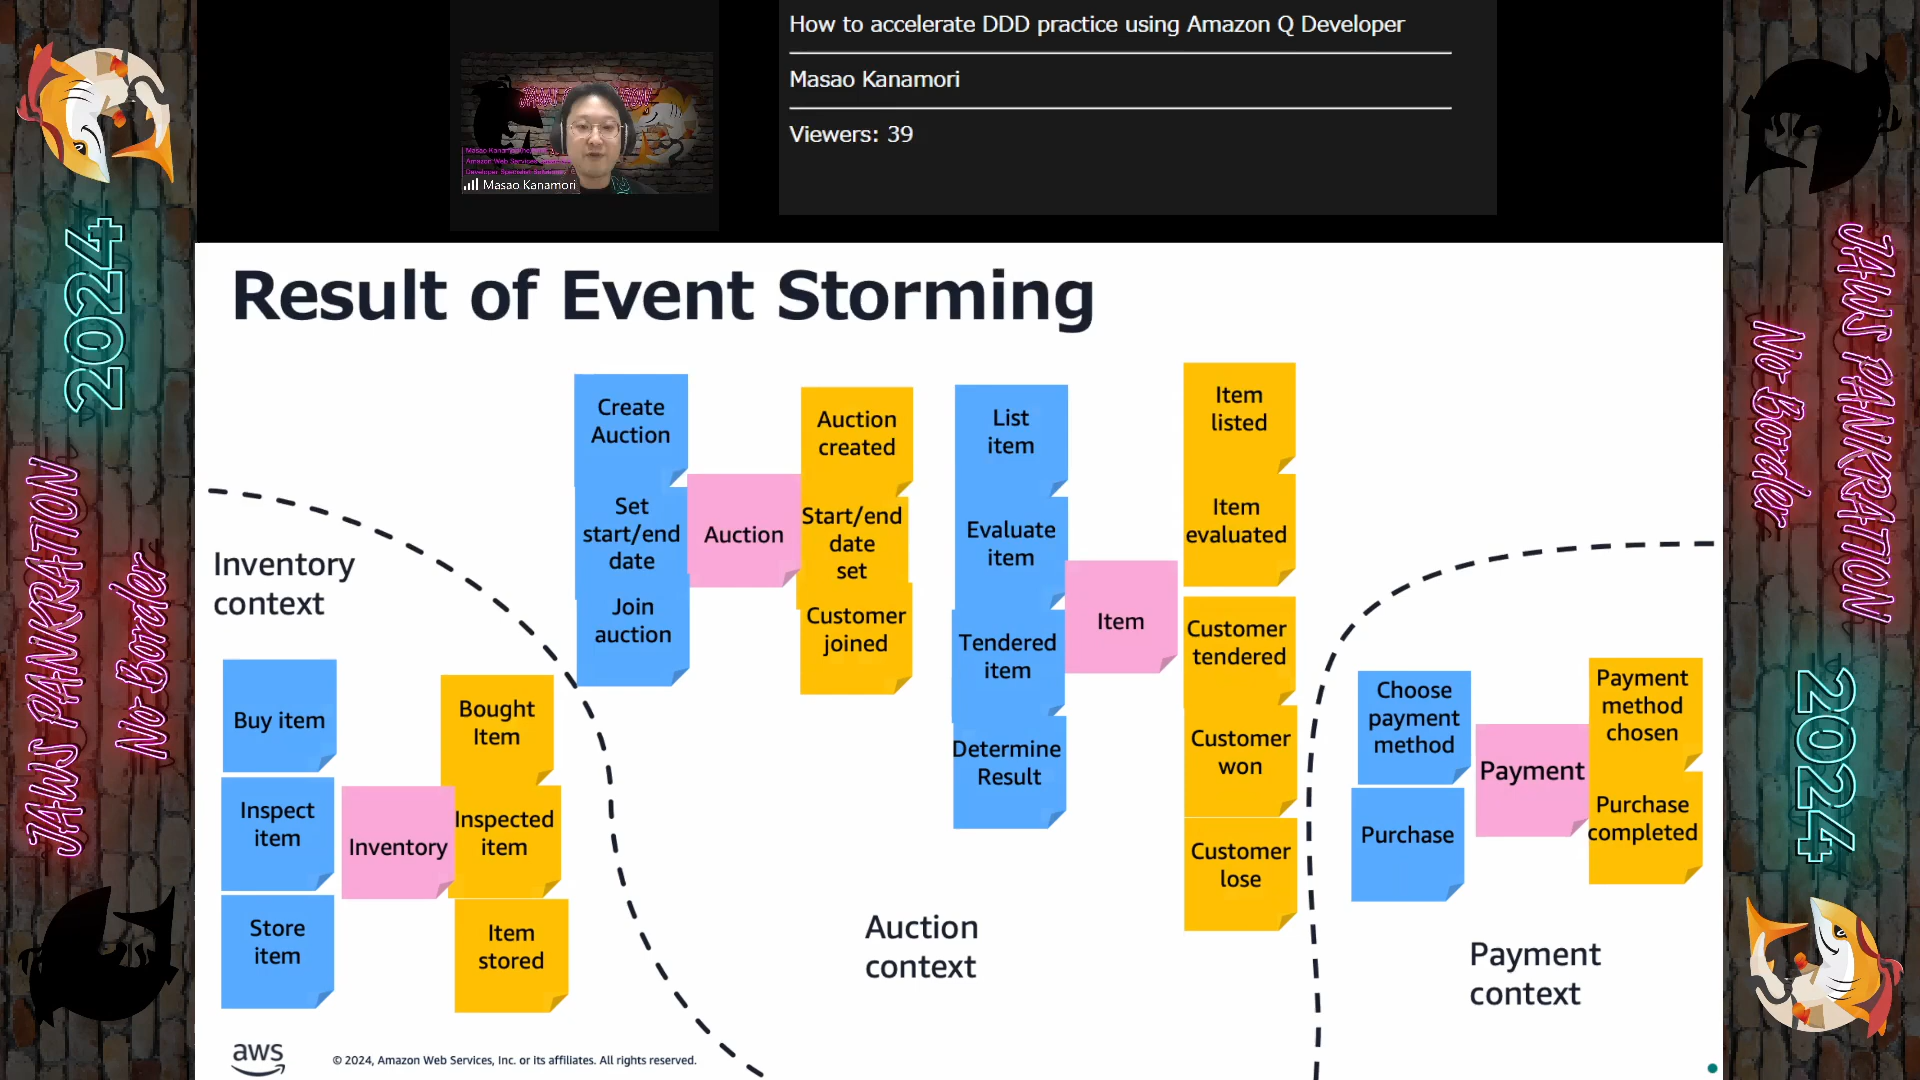 How to accelerate DDD practice using Amazon Q Developer
Masao Kanamori
Viewers: 39
Masao Kanamori
2024
JAWS PANKRATION
No Border
JAWS PANKRATION
No Border
2024
Result of Event Storming
Inventory
context
Buy item
Inspect
item
Store
item
Inventory
Bought
Item
Inspected
item
Item
stored
Create
Auction
Set
start/end
date
Join
auction
Auction
Auction
created
Start/end
date
set
Customer
joined
List
item
Evaluate
item
Tendered
item
Determine
Result
Item
Item
listed
Item
evaluated
Customer
tendered
Customer
won
Customer
lose
Auction
context
Choose
payment
method
Purchase
Payment
Payment
method
chosen
Purchase
completed
Payment
context
aws
© 2024, Amazon Web Services, Inc. or its affiliates. All rights reserved.